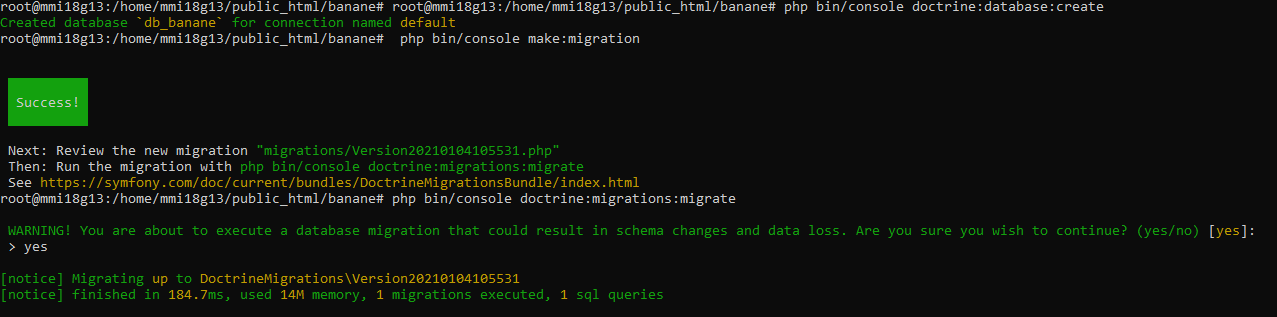 root@mmi18g13:/home/mmi18g13/public_html/banane# root@mmi18g13:/home/mmi18g13/public_html/banane# php bin/console doctrine:database:create
Created database `db_banane` for connection named default
root@mmi18g13:/home/mmi18g13/public_html/banane#  php bin/console make:migration
Success!
Next: Review the new migration "migrations/Version20210104105531.php"
Then: Run the migration with php bin/console doctrine:migrations:migrate
See https://symfony.com/doc/current/bundles/DoctrineMigrationsBundle/index.html
root@mmi18g13:/home/mmi18g13/public_html/banane# php bin/console doctrine:migrations:migrate
WARNING! You are about to execute a database migration that could result in schema changes and data loss. Are you sure you wish to continue? (yes/no) [yes]:
> yes
[notice] Migrating up to DoctrineMigrations\Version20210104105531
[notice] finished in 184.7ms, used 14M memory, 1 migrations executed, 1 sql queries